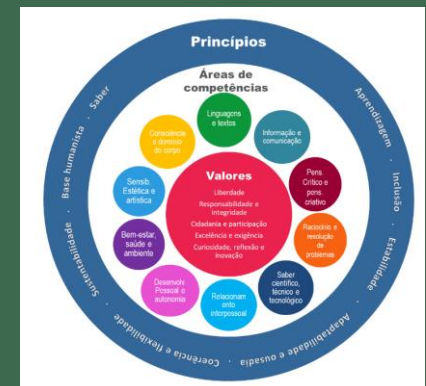 Princípios
Áreas de
competências
Linguagens
e textos
Informação e
comunicação
Pens.
Crítico e
pens.
criativo
Raciocínio e
resolução
de
problemas
Saber
científico,
técnico e
tecnológico
Relacionam
ento
interpessoal
Desenvolv
Pessoal e
autonomia
Bem-estar,
saúde e
ambiente
Sensib.
Estética e
artística
Consciência
e domínio
do corpo
Valores
Liberdade
Responsabilidade e
integridade
Cidadania e participação
Excelência e exigência
Curiosidade, reflexão e
inovação
Aprendizagem · Inclusão · Estabilidade · Adaptabilidade e ousadia · Coerência e flexibilidade · Sustentabilidade · Base humanista · Saber